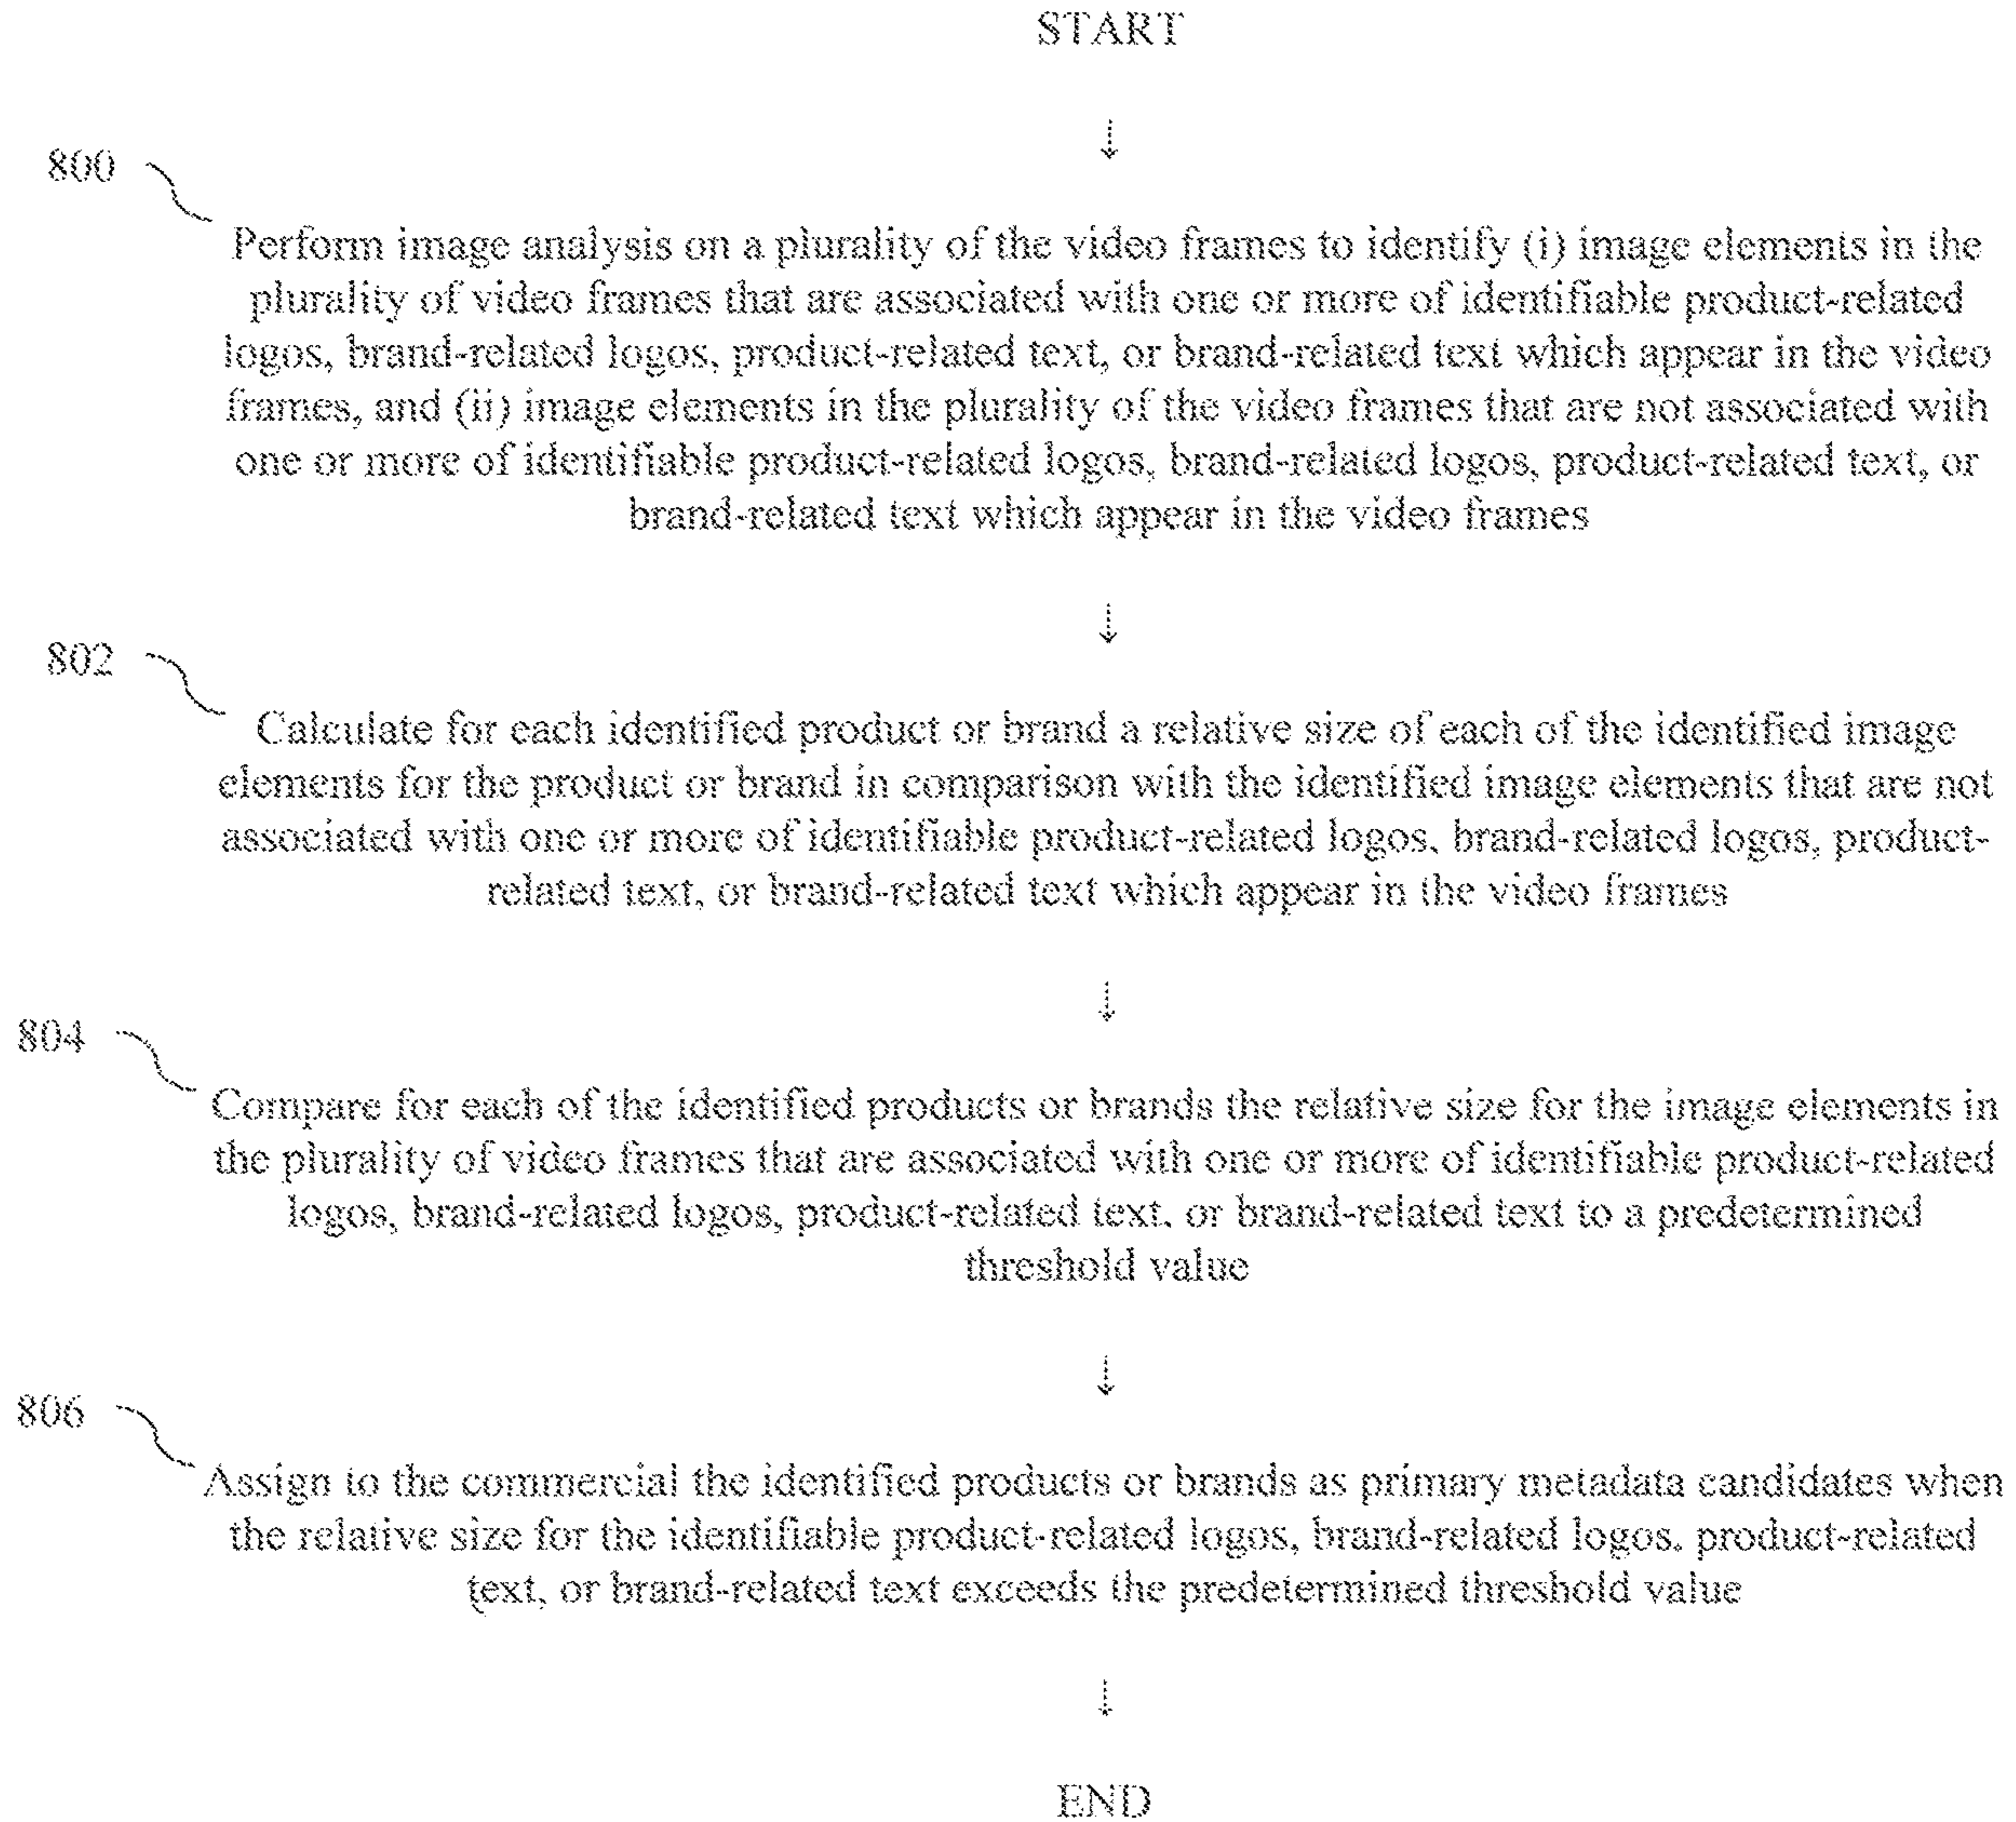 START
↓
800
Perform image analysis on a plurality of the video frames to identify (i) image elements in the
plurality of video frames that are associated with one or more of identifiable product-related
logos, brand-related logos, product-related text, or brand-related text which appear in the video
frames, and (ii) image elements in the plurality of the video frames that are not associated with
one or more of identifiable product-related logos, brand-related logos, product-related text, or
brand-related text which appear in the video frames
↓
802
Calculate for each identified product or brand a relative size of each of the identified image
elements for the product or brand in comparison with the identified image elements that are not
associated with one or more of identifiable product-related logos, brand-related logos, product-
related text, or brand-related text which appear in the video frames
↓
804
Compare for each of the identified products or brands the relative size for the image elements in
the plurality of video frames that are associated with one or more of identifiable product-related
logos, brand-related logos, product-related text, or brand-related text to a predetermined
threshold value
↓
806
Assign to the commercial the identified products or brands as primary metadata candidates when
the relative size for the identifiable product-related logos, brand-related logos, product-related
text, or brand-related text exceeds the predetermined threshold value
↓
END